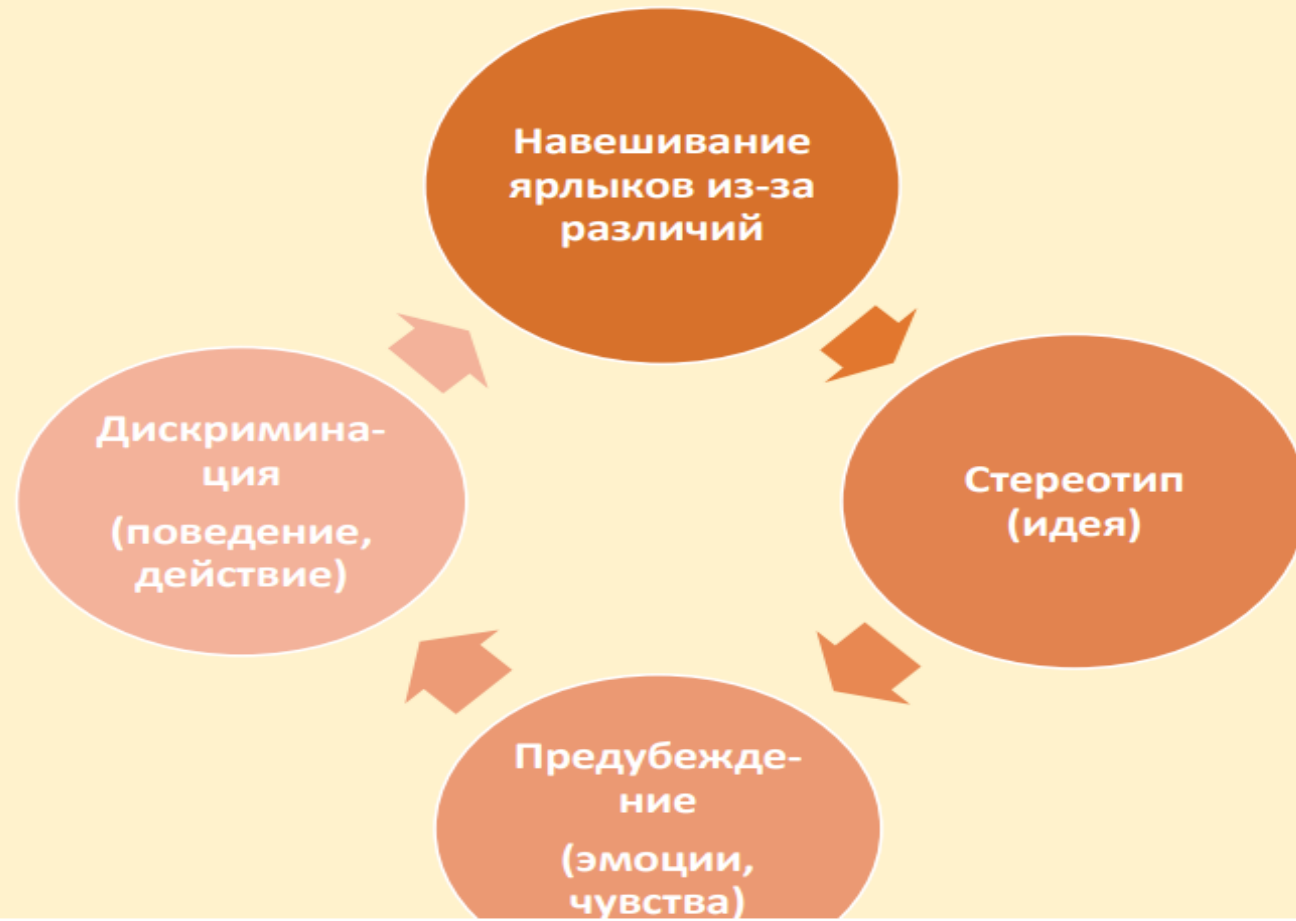 Навешивание
ярлыков из-за
различий
Стереотип
(идея)
Предубежде-
ние
(эмоции,
чувства)
Дискримина-
ция
(поведение,
действие)